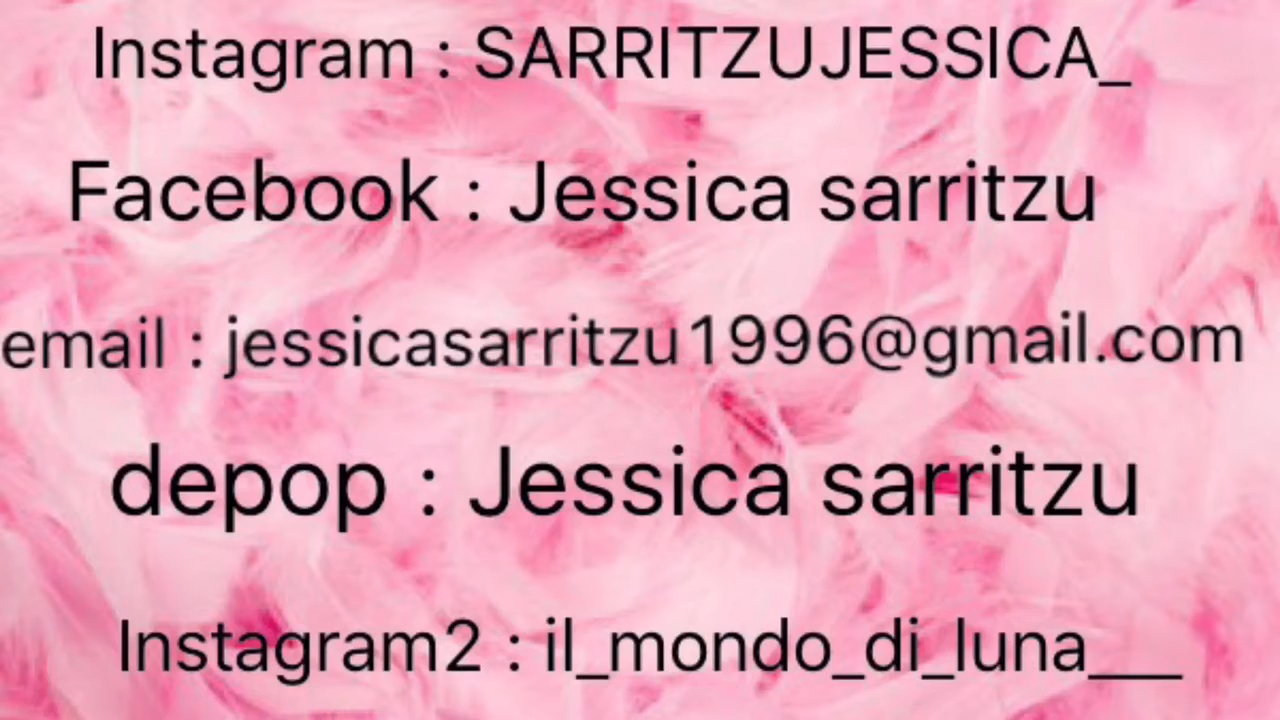 Instagram : SARRITZUJESSICA_
Facebook : Jessica sarritzu
email : jessicasarritzu1996@gmail.com
depop : Jessica sarritzu
Instagram2 : il_mondo_di_luna___